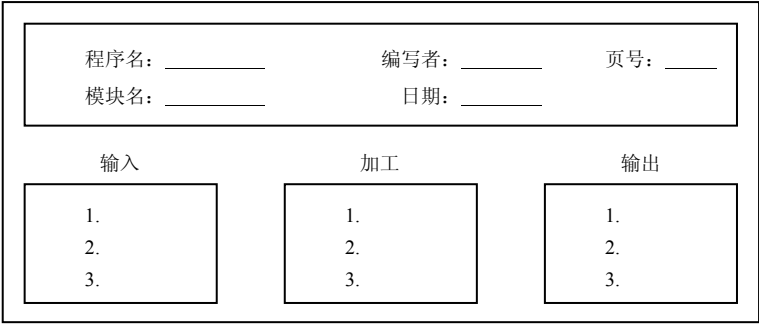 程序名： 编写者： 页号：
模块名： 日期：
输入 加工 输出
1. 1. 1.
2. 2. 2.
3. 3. 3.